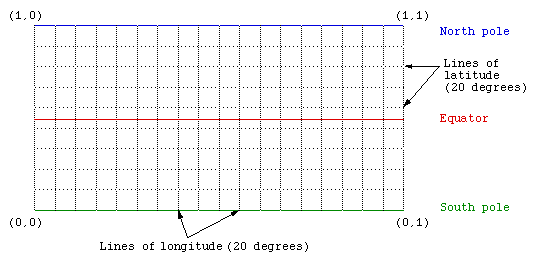 (1,0)
(1,1)
North pole
Lines of
latitude
(20 degrees)
Equator
South pole
(0,0)
(0,1)
Lines of longitude (20 degrees)